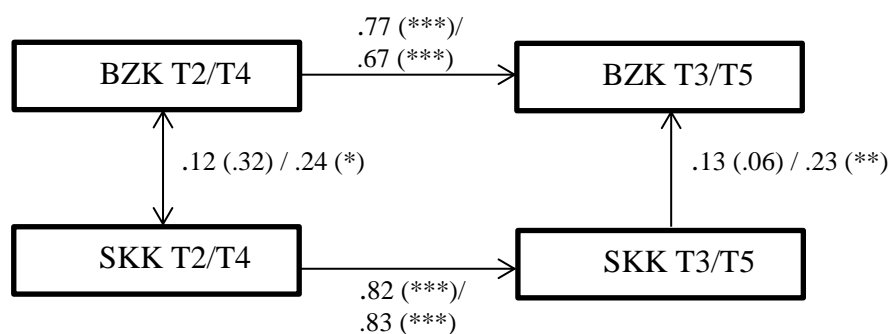 .77 (***)/
.67 (***)
BZK T2/T4
BZK T3/T5
.12 (.32) / .24 (*)
.13 (.06) / .23 (**)
SKK T2/T4
SKK T3/T5
.82 (***)/
.83 (***)